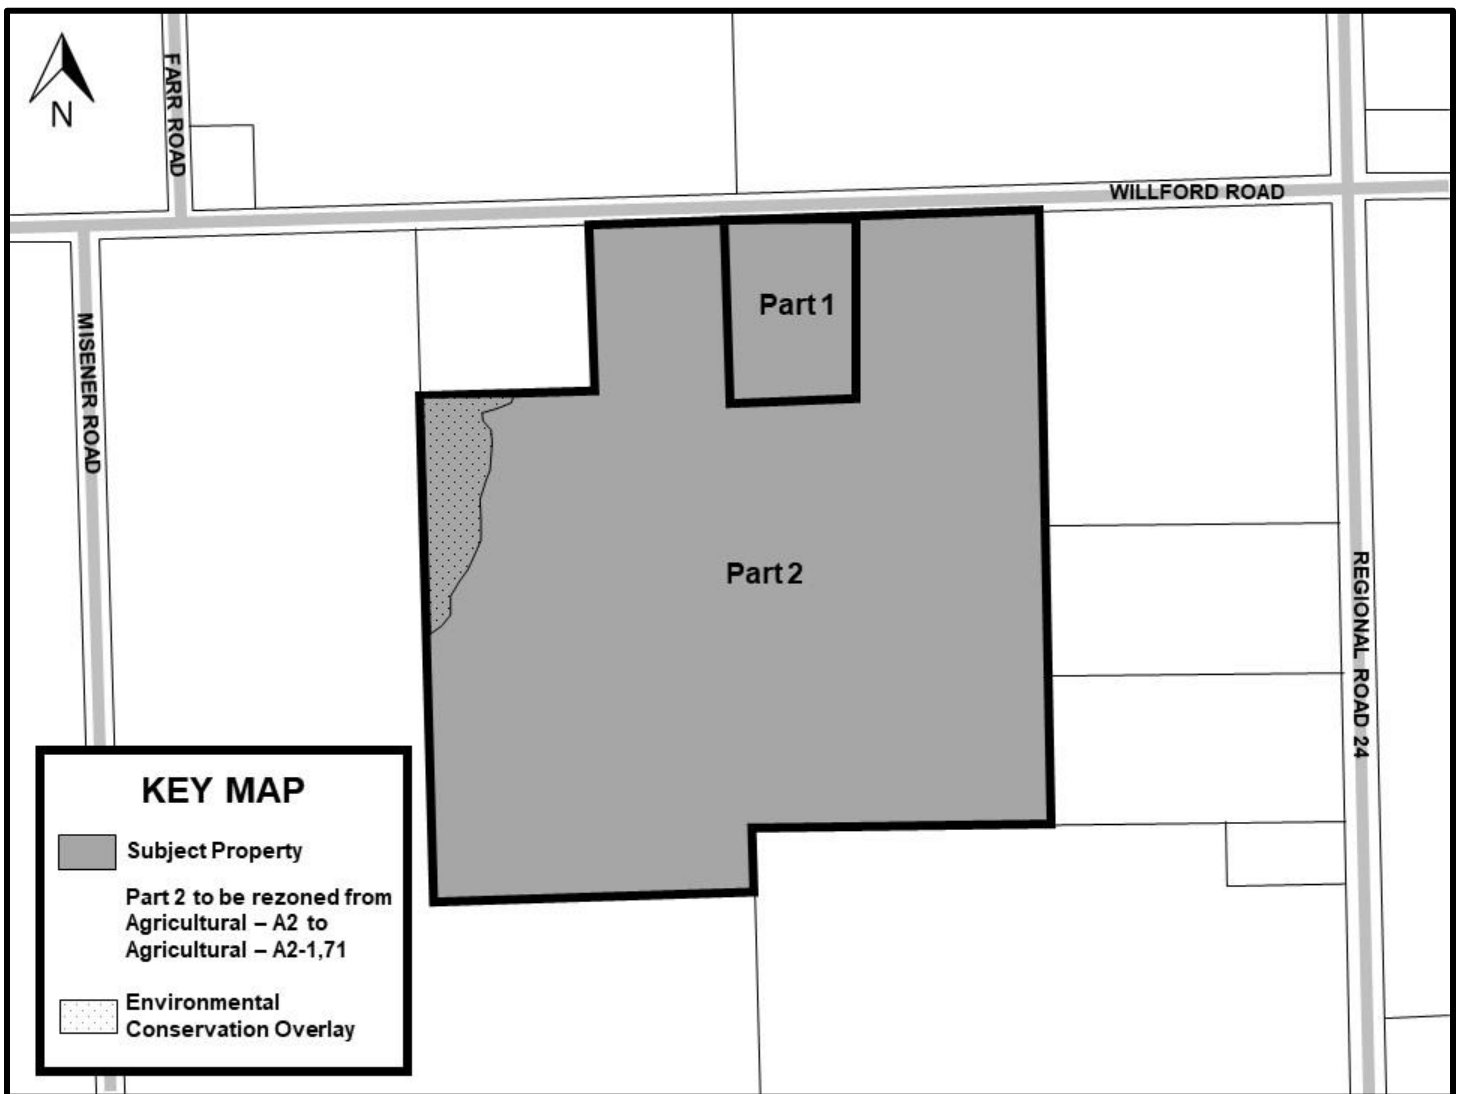 N
FARR ROAD
WILLFORD ROAD
Part 1
MISENER ROAD
Part 2
REGIONAL ROAD 24
KEY MAP
Subject Property
Part 2 to be rezoned from
Agricultural – A2 to
Agricultural – A2-1,71
Environmental
Conservation Overlay